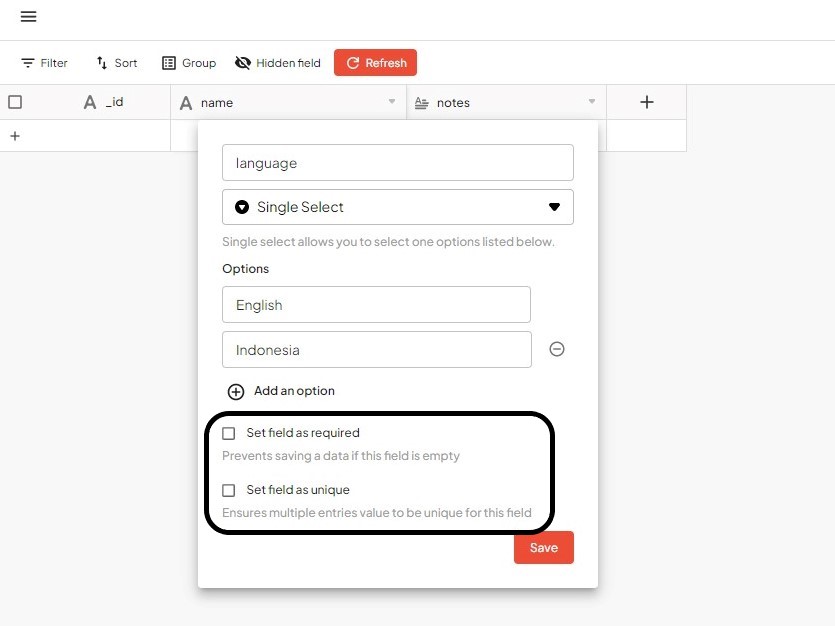 Filter Sort Group Hidden field Refresh
_id name notes
language
Single Select
Single select allows you to select one options listed below.
Options
English
Indonesia
Add an option
Set field as required
Prevents saving a data if this field is empty
Set field as unique
Ensures multiple entries value to be unique for this field
Save